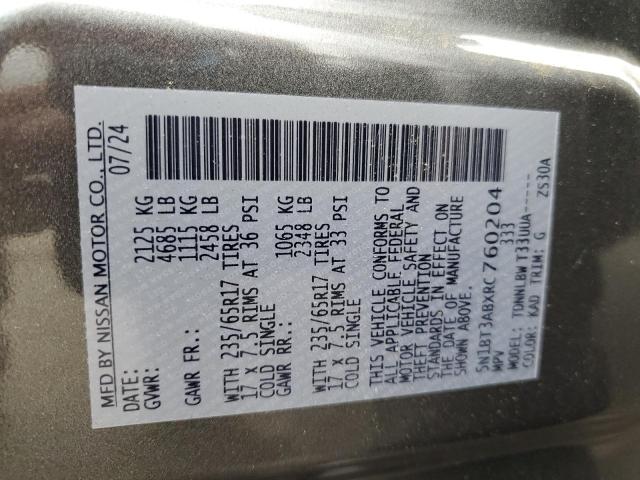 MFD BY NISSAN MOTOR CO., LTD.
DATE: 07/24
GVWR: 2125 KG
4685 LB
GAWR FR.: 1115 KG
2458 LB
WITH 235/65R17 TIRES
17 X 7.5 RIMS AT 36 PSI
COLD SINGLE
GAWR RR.: 1065 KG
2348 LB
WITH 235/65R17 TIRES
17 X 7.5 RIMS AT 33 PSI
COLD SINGLE
THIS VEHICLE CONFORMS TO
ALL APPLICABLE FEDERAL
MOTOR VEHICLE SAFETY AND
THEFT PREVENTION
STANDARDS IN EFFECT ON
THE DATE OF MANUFACTURE
SHOWN ABOVE.
5N1BT3ABXRC760204
MPV 333
MODEL: TDNNLBW T33UUA-----
COLOR: KAD TRIM: G ZS30A